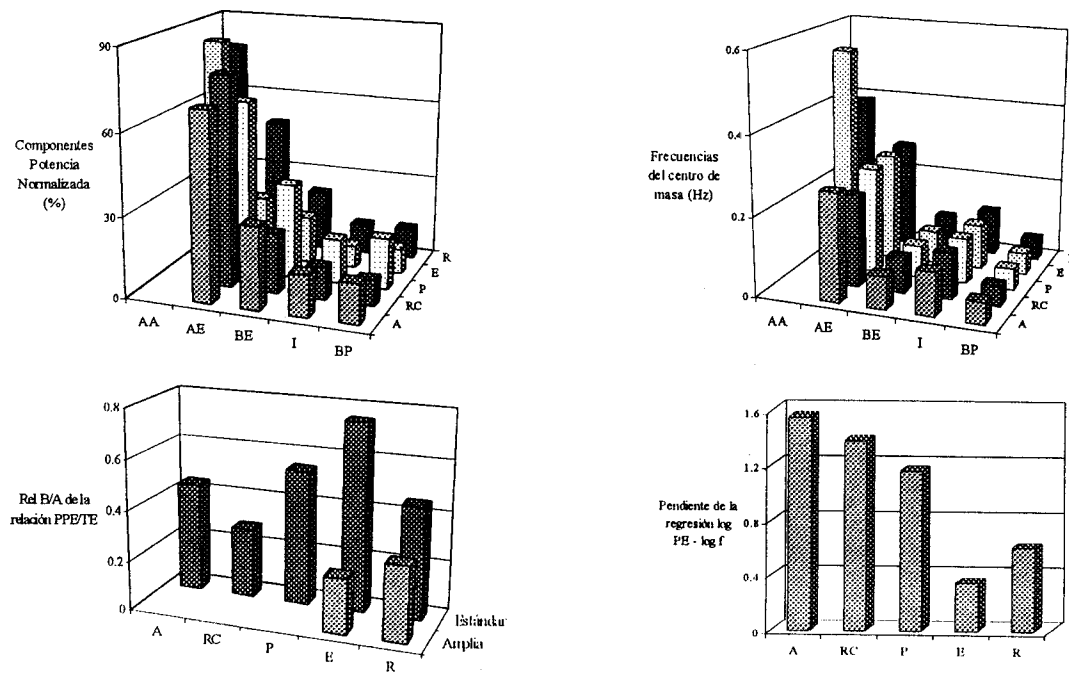 90
60
30
0
Componentes
Potencia
Normalizada
(%)
AA
AE
BE
I
BP
A
RC
P
E
R
0.6
0.4
0.2
0
Frecuencias
del centro de
masa (Hz)
AA
AE
BE
I
BP
A
RC
P
E
0.8
0.6
0.4
0.2
0
Rel B/A de la
relación PPE/TE
A
RC
P
E
R
Estándar
Amplia
1.6
1.2
0.8
0.4
0
Pendiente de la
regresión log
PE - log f
A
RC
P
E
R